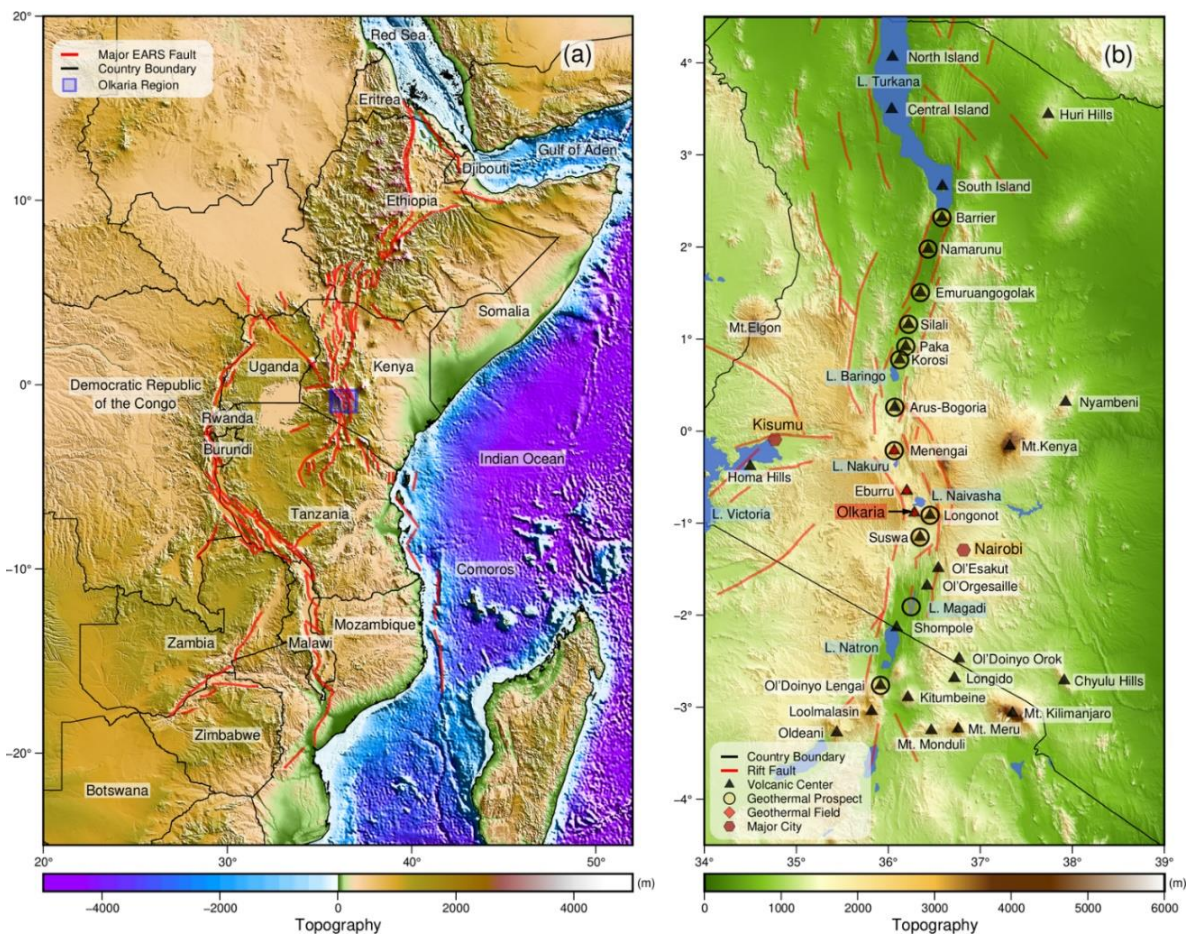 (a)
Major EARS Fault
Country Boundary
Olkaria Region
Red Sea
Eritrea
Gulf of Aden
Djibouti
Ethiopia
Somalia
Uganda
Kenya
Democratic Republic
of the Congo
Rwanda
Burundi
Indian Ocean
Tanzania
Comoros
Mozambique
Zambia
Malawi
Zimbabwe
Botswana
20°
10°
0°
−10°
−20°
20
30
40
50
−4000
−2000
0
2000
4000
(m)
Topography
(b)
North Island
L. Turkana
Central Island
Huri Hills
South Island
Barrier
Namarunu
Emuruangogolak
Silali
Mt.Elgon
Paka
Korosi
L. Baringo
Nyambeni
Arus-Bogoria
Kisumu
Mt.Kenya
Menengai
L. Nakuru
Homa Hills
Eburru
L. Naivasha
L. Victoria
Olkaria
Longonot
Suswa
Nairobi
Ol'Esakut
Ol'Orgesaille
L. Magadi
Shompole
L. Natron
Ol'Doinyo Orok
Longido
Chyulu Hills
Ol'Doinyo Lengai
Kitumbeine
Loolmalasin
Mt. Kilimanjaro
Oldeani
Mt. Meru
Mt. Monduli
Country Boundary
Rift Fault
Volcanic Center
Geothermal Prospect
Geothermal Field
Major City
4°
3°
2°
1°
0°
−1°
−2°
−3°
−4°
34°
35°
36°
37°
38°
39°
0
1000
2000
3000
4000
5000
6000
(m)
Topography